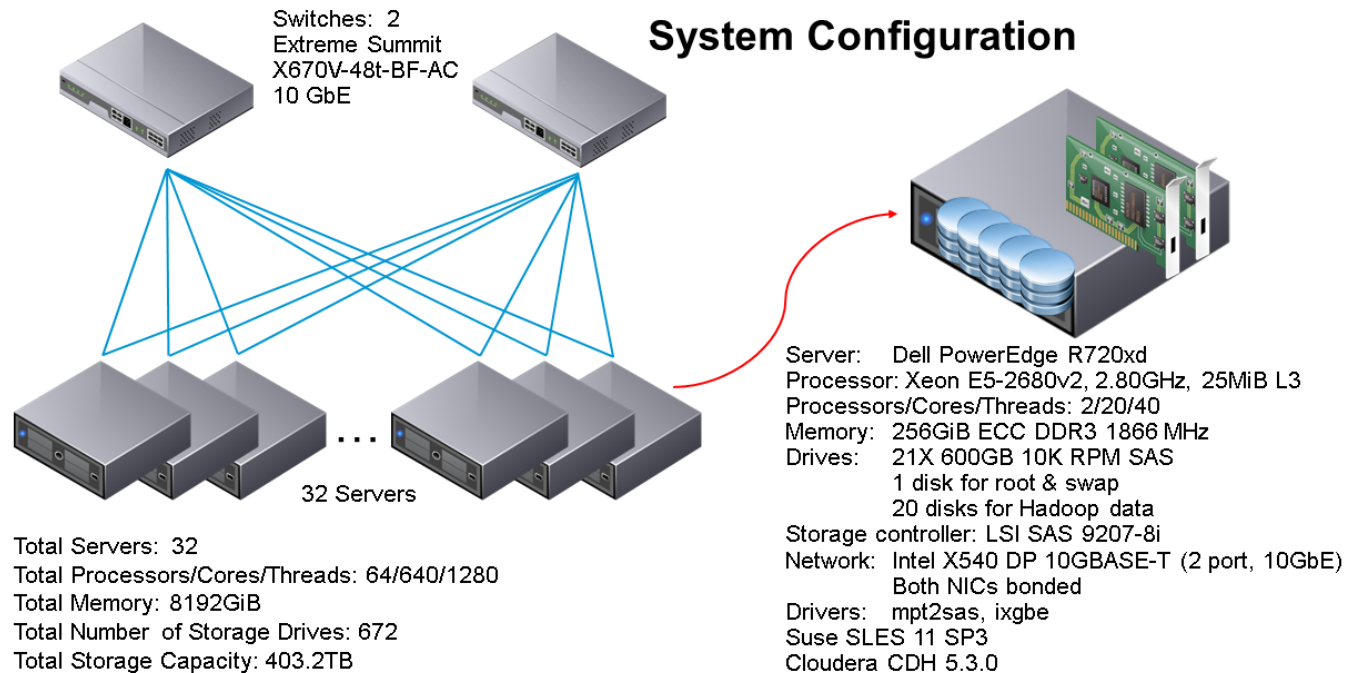 Switches: 2
Extreme Summit
X670V-48t-BF-AC
10 GbE
System Configuration
. . .
32 Servers
Total Servers: 32
Total Processors/Cores/Threads: 64/640/1280
Total Memory: 8192GiB
Total Number of Storage Drives: 672
Total Storage Capacity: 403.2TB
Server: Dell PowerEdge R720xd
Processor: Xeon E5-2680v2, 2.80GHz, 25MiB L3
Processors/Cores/Threads: 2/20/40
Memory: 256GiB ECC DDR3 1866 MHz
Drives: 21X 600GB 10K RPM SAS
1 disk for root & swap
20 disks for Hadoop data
Storage controller: LSI SAS 9207-8i
Network: Intel X540 DP 10GBASE-T (2 port, 10GbE)
Both NICs bonded
Drivers: mpt2sas, ixgbe
Suse SLES 11 SP3
Cloudera CDH 5.3.0